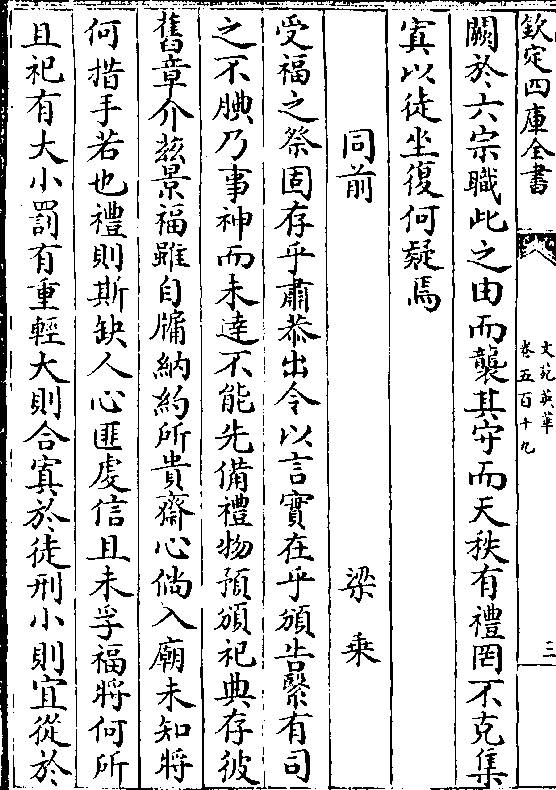 欽定四庫全書
文苑英華
卷五百十九
三
闕於六宗職此之由而襲其守而天秩有禮罔不克集
寘以徒坐復何疑焉
同前 梁乗
受福之祭固存乎肅恭出令以言實在乎頒告繄有司
之不腆乃事神而未達不能先備禮物預頒祀典存彼
舊章介兹景福雖自牖納約所貴齋心倘入廟未知將
何措手若也禮則斯缺人心匪虔信且未孚福將何所
且祀有大小罰有重輕大則合寘於徒刑小則宜從於